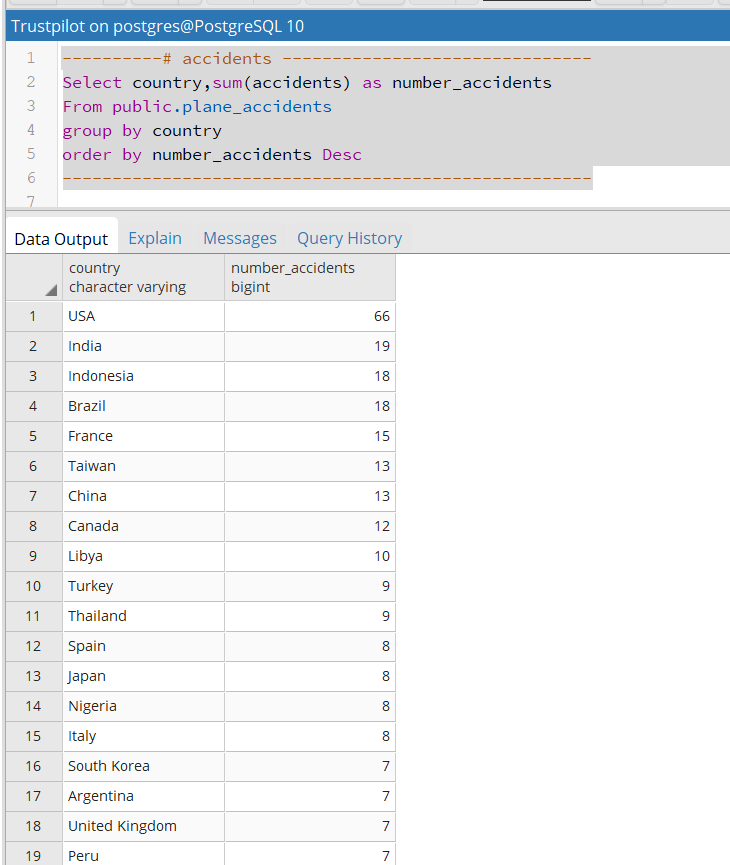 Trustpilot on postgres@PostgreSQL 10
1 ----------# accidents -------------------------------
2 Select country,sum(accidents) as number_accidents
3 From public.plane_accidents
4 group by country
5 order by number_accidents Desc
6 -----------------------------------------------------
7
Data Output Explain Messages Query History
country number_accidents
character varying bigint
1 USA 66
2 India 19
3 Indonesia 18
4 Brazil 18
5 France 15
6 Taiwan 13
7 China 13
8 Canada 12
9 Libya 10
10 Turkey 9
11 Thailand 9
12 Spain 8
13 Japan 8
14 Nigeria 8
15 Italy 8
16 South Korea 7
17 Argentina 7
18 United Kingdom 7
19 Peru 7